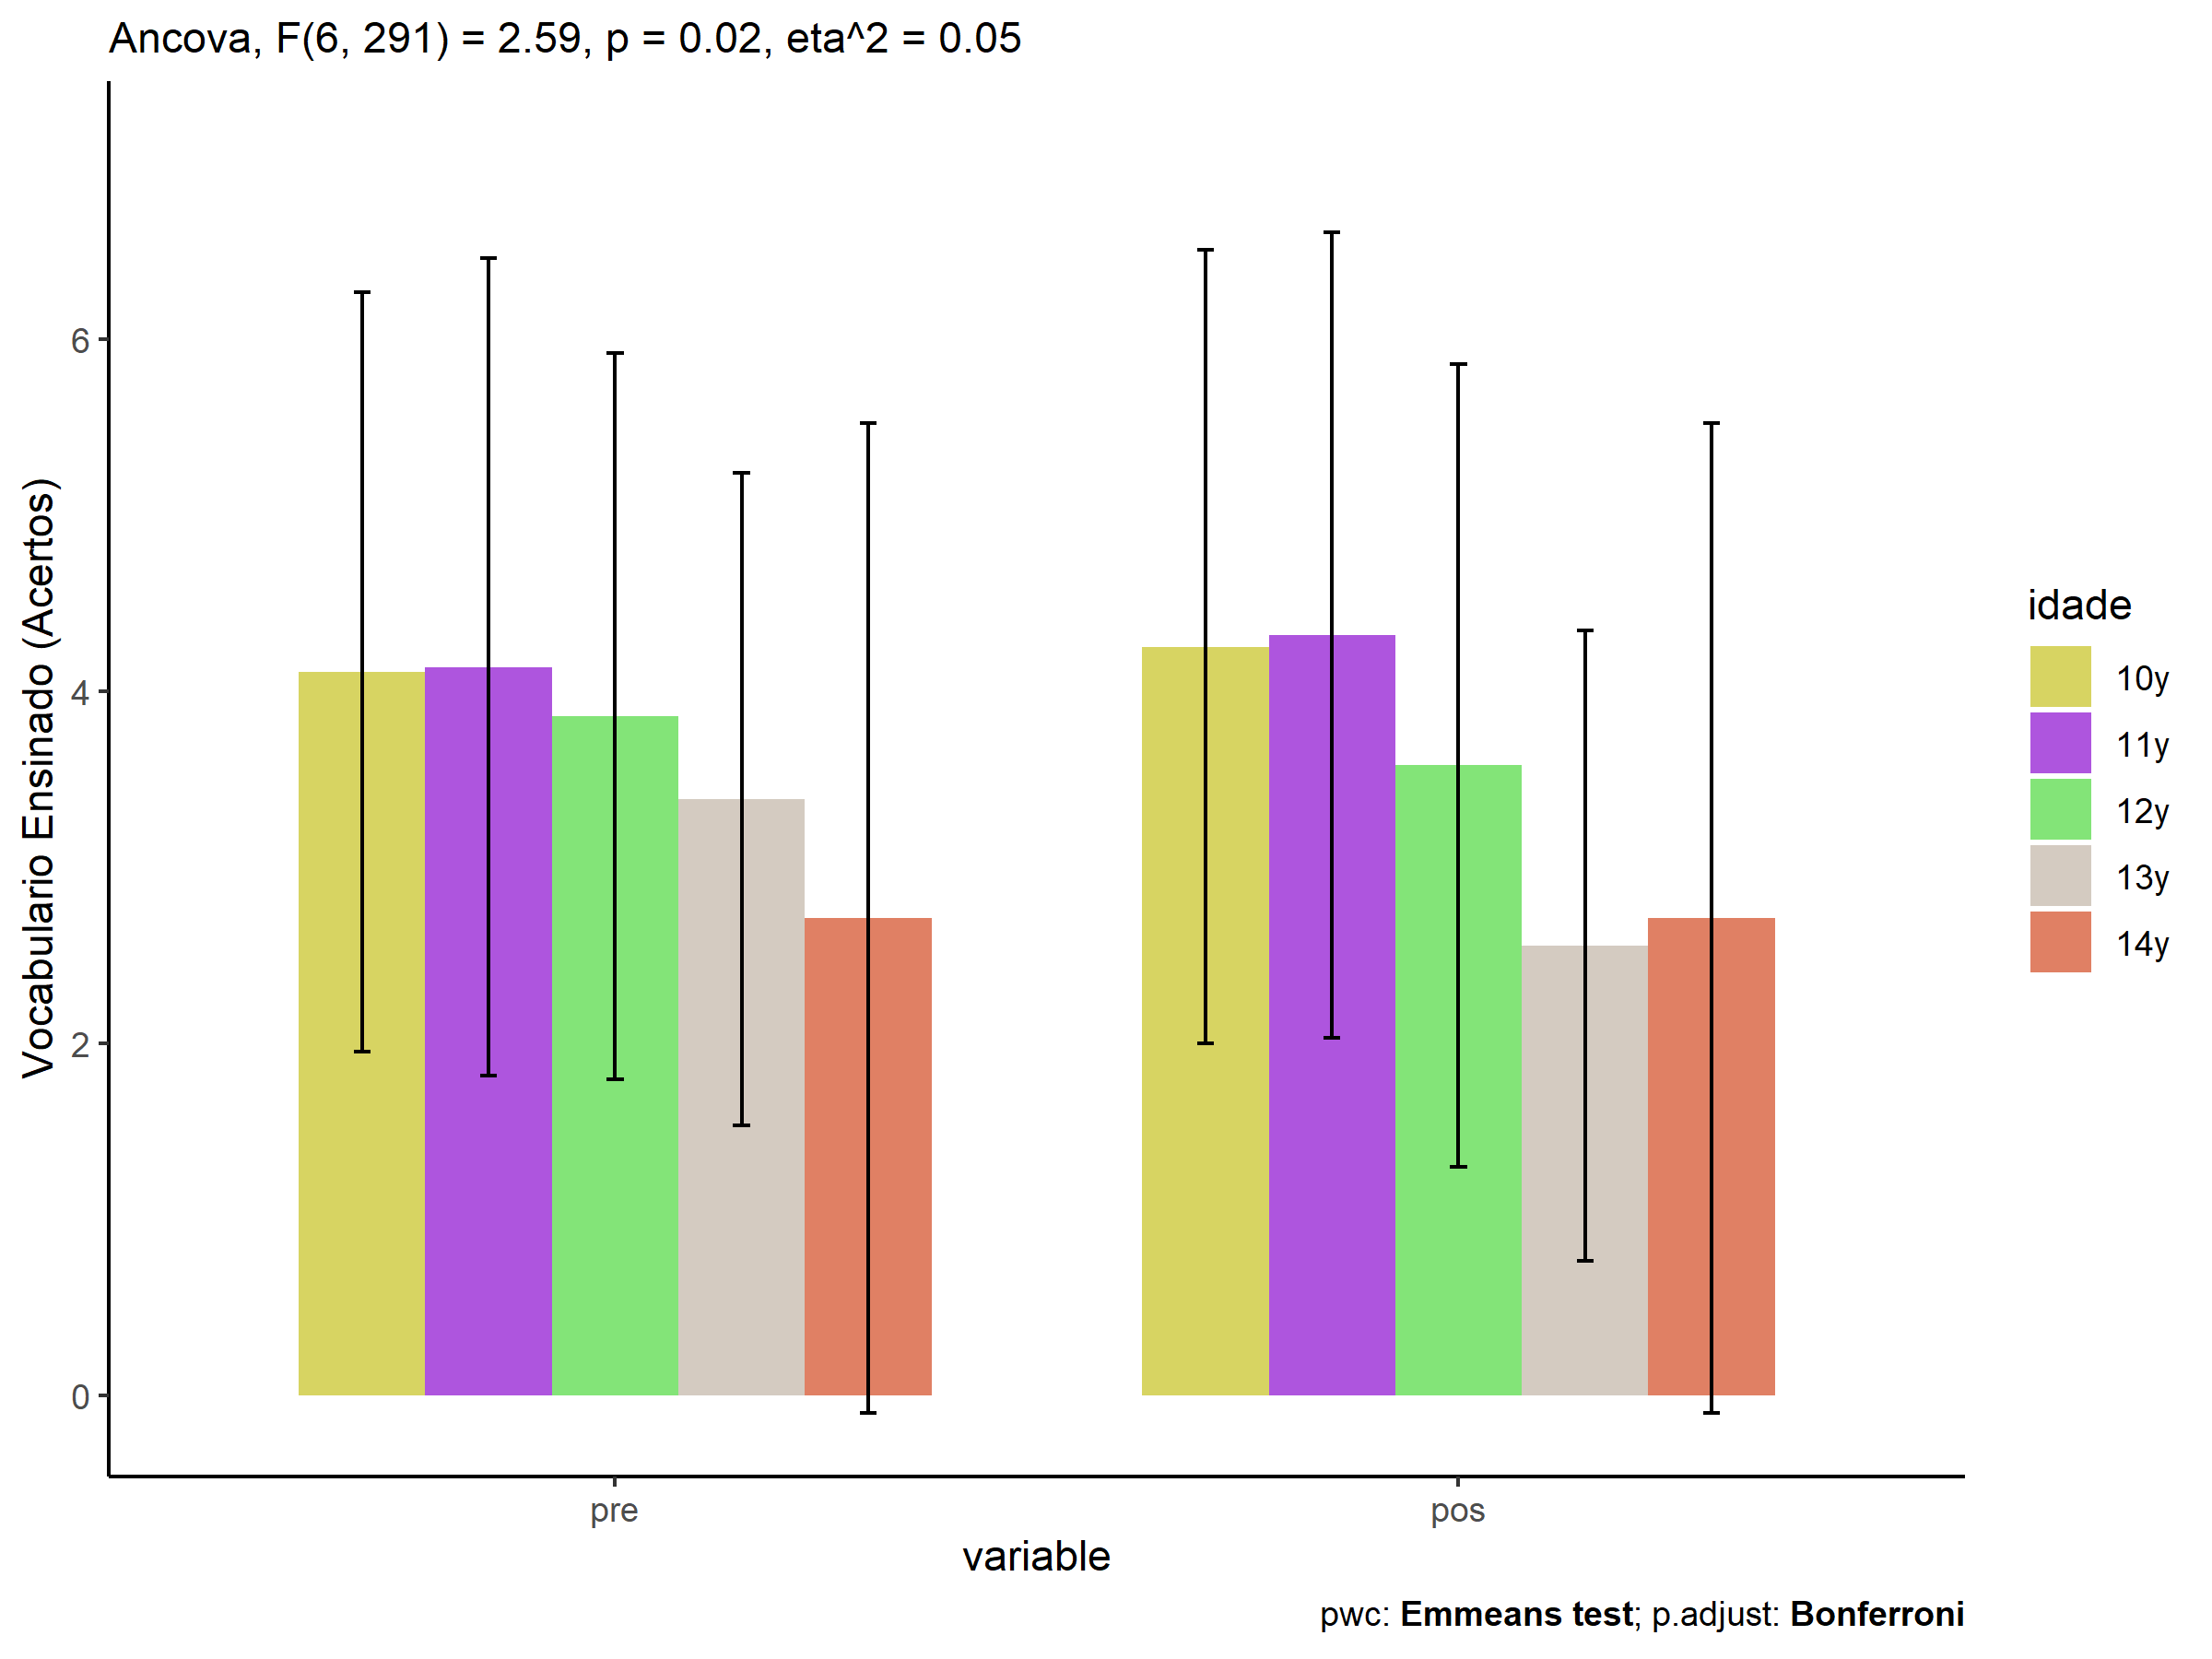 Ancova, F(6, 291) = 2.59, p = 0.02, eta^2 = 0.05
Vocabulario Ensinado (Acertos)
6
4
2
0
pre
pos
variable
idade
10y
11y
12y
13y
14y
pwc: Emmeans test; p.adjust: Bonferroni